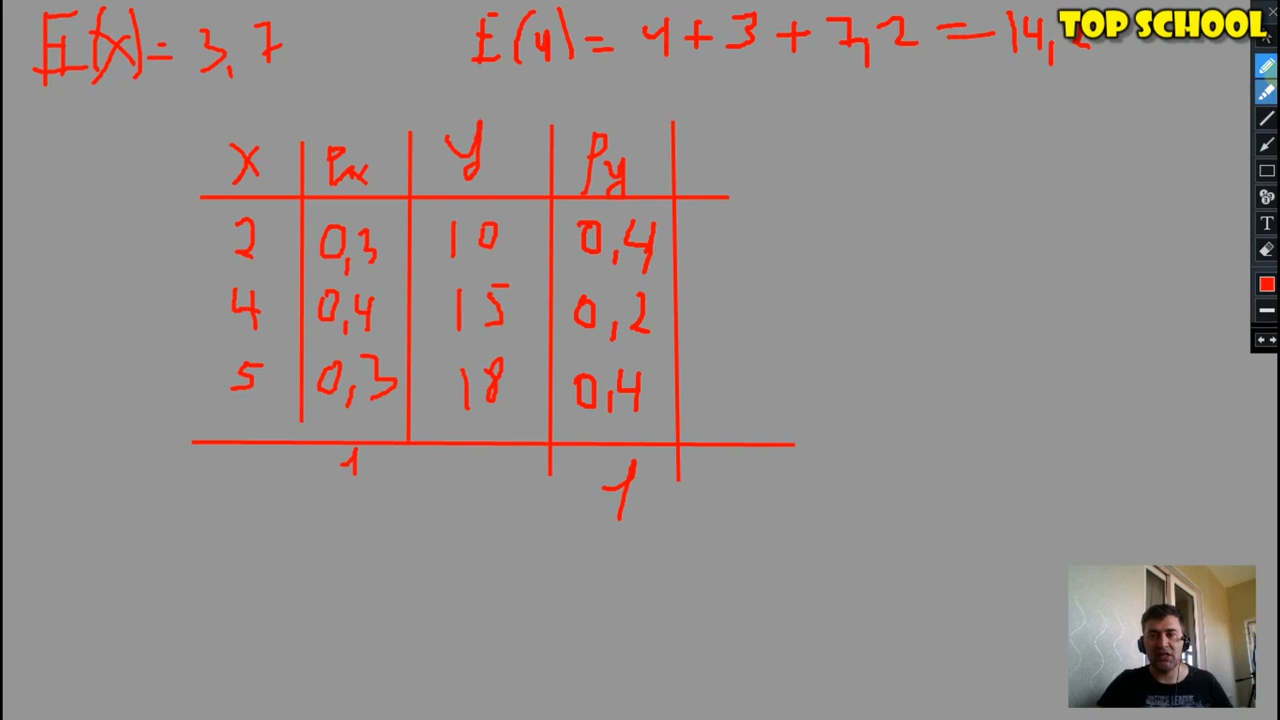 E(x) = 3,7
E(y) = 4 + 3 + 7,2 = 14,2
TOP SCHOOL
x Px y Py
2 0,3 10 0,4
4 0,4 15 0,2
5 0,3 18 0,4
1 1
T